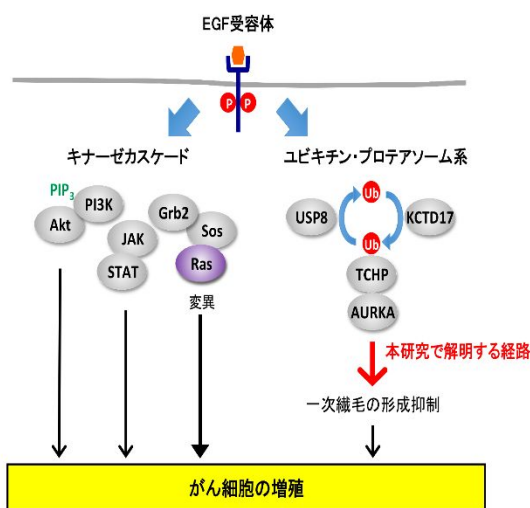 EGF受容体
P P
キナーゼカスケード
ユビキチン・プロテアソーム系
PIP3
PI3K
Akt
JAK
STAT
Grb2
Sos
Ras
変異
Ub
USP8
KCTD17
Ub
TCHP
AURKA
本研究で解明する経路
一次繊毛の形成抑制
がん細胞の増殖